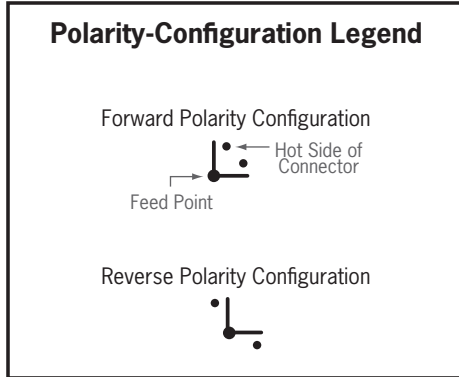 Polarity-Configuration Legend
Forward Polarity Configuration
Hot Side of
Connector
Feed Point
Reverse Polarity Configuration